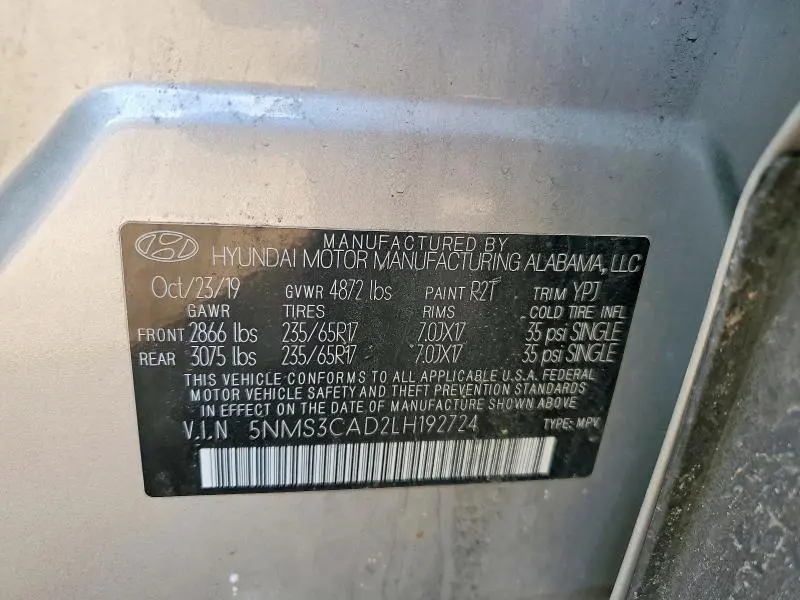 MANUFACTURED BY
HYUNDAI MOTOR MANUFACTURING ALABAMA, LLC
Oct/23/19 GVWR 4872 lbs PAINT R2T TRIM YPJ
GAWR TIRES RIMS COLD TIRE INFL
FRONT 2866 lbs 235/65R17 7.0JX17 35 psi SINGLE
REAR 3075 lbs 235/65R17 7.0JX17 35 psi SINGLE
THIS VEHICLE CONFORMS TO ALL APPLICABLE U.S.A. FEDERAL
MOTOR VEHICLE SAFETY AND THEFT PREVENTION STANDARDS
IN EFFECT ON THE DATE OF MANUFACTURE SHOWN ABOVE.
V.I.N 5NMS3CAD2LH192724 TYPE: MPV